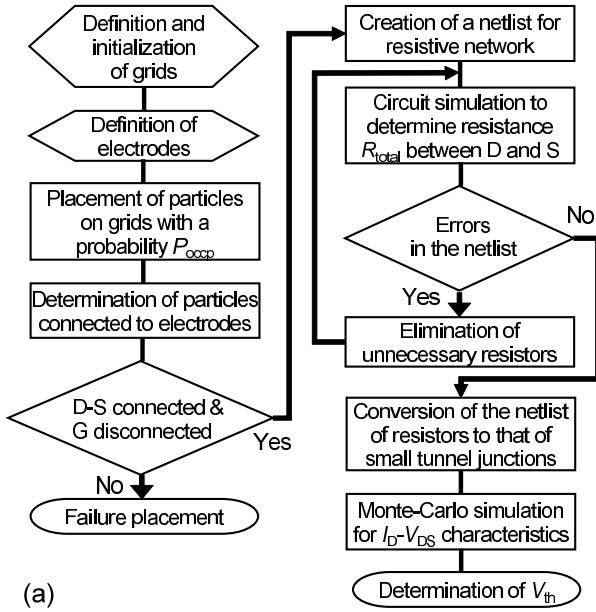 Definition and
initialization
of grids
Definition of
electrodes
Placement of particles
on grids with a
probability Poccp
Determination of particles
connected to electrodes
D-S connected &
G disconnected
Yes
No
Failure placement
(a)
Creation of a netlist for
resistive network
Circuit simulation to
determine resistance
Rtotal between D and S
Errors
in the netlist
No
Yes
Elimination of
unnecessary resistors
Conversion of the netlist
of resistors to that of
small tunnel junctions
Monte-Carlo simulation
for ID-VDS characteristics
Determination of Vth